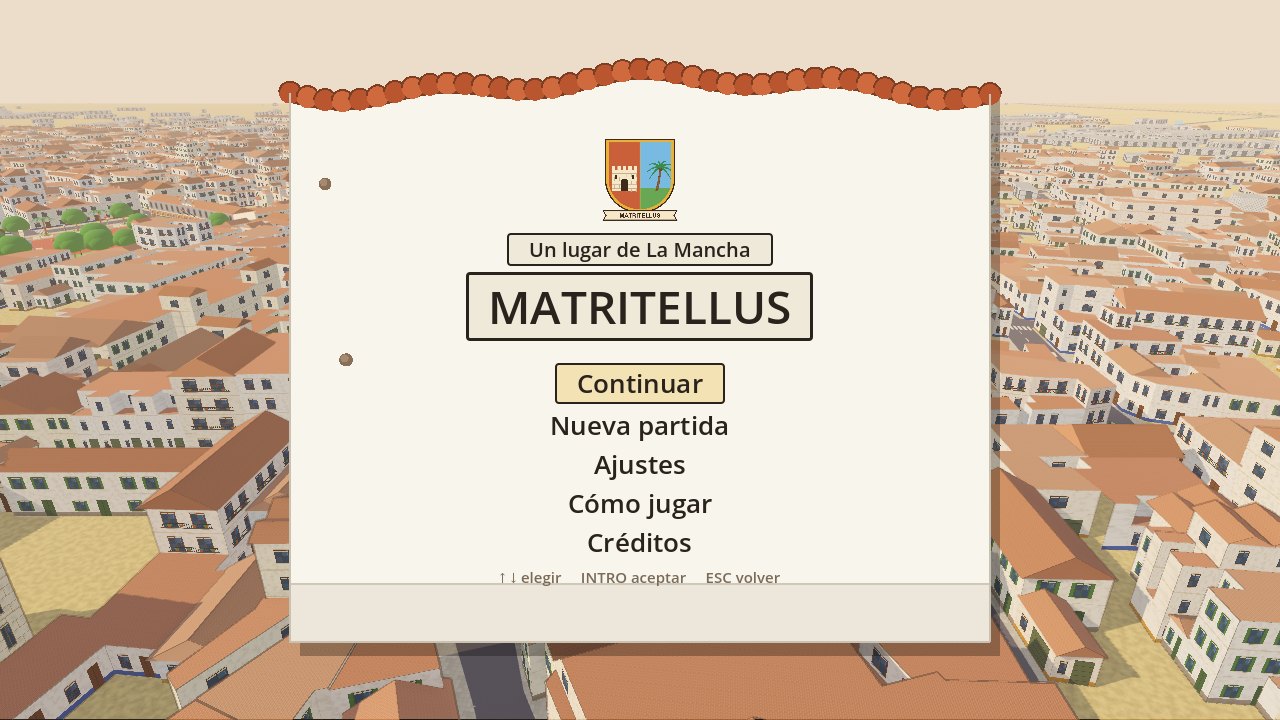 MATRITELLUS
Un lugar de La Mancha
MATRITELLUS
Continuar
Nueva partida
Ajustes
Cómo jugar
Créditos
↑ ↓ elegir INTRO aceptar ESC volver